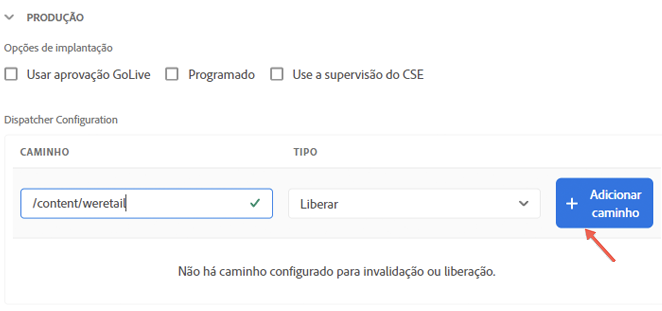 PRODUÇÃO
Opções de implantação
Usar aprovação GoLive Programado Use a supervisão do CSE
Dispatcher Configuration
CAMINHO TIPO
/content/weretail Liberar Adicionar
caminho
Não há caminho configurado para invalidação ou liberação.